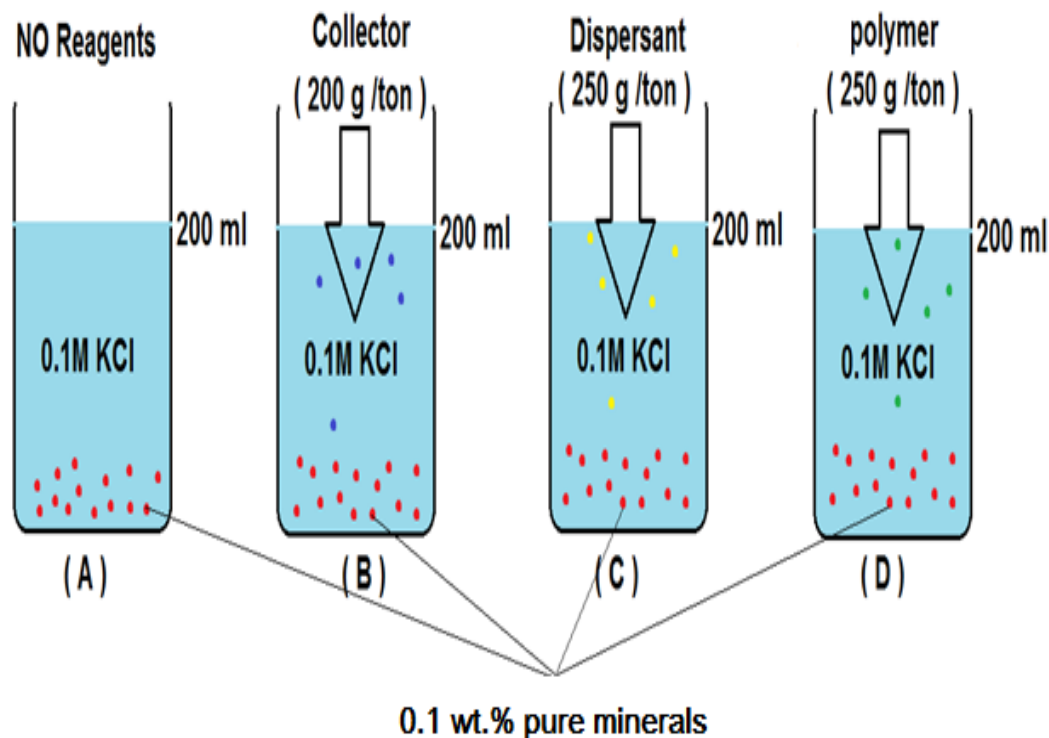 NO Reagents
Collector
( 200 g /ton )
Dispersant
( 250 g /ton )
polymer
( 250 g /ton )
200 ml
200 ml
200 ml
200 ml
0.1M KCl
0.1M KCl
0.1M KCl
0.1M KCl
( A )
( B )
( C )
( D )
0.1 wt.% pure minerals